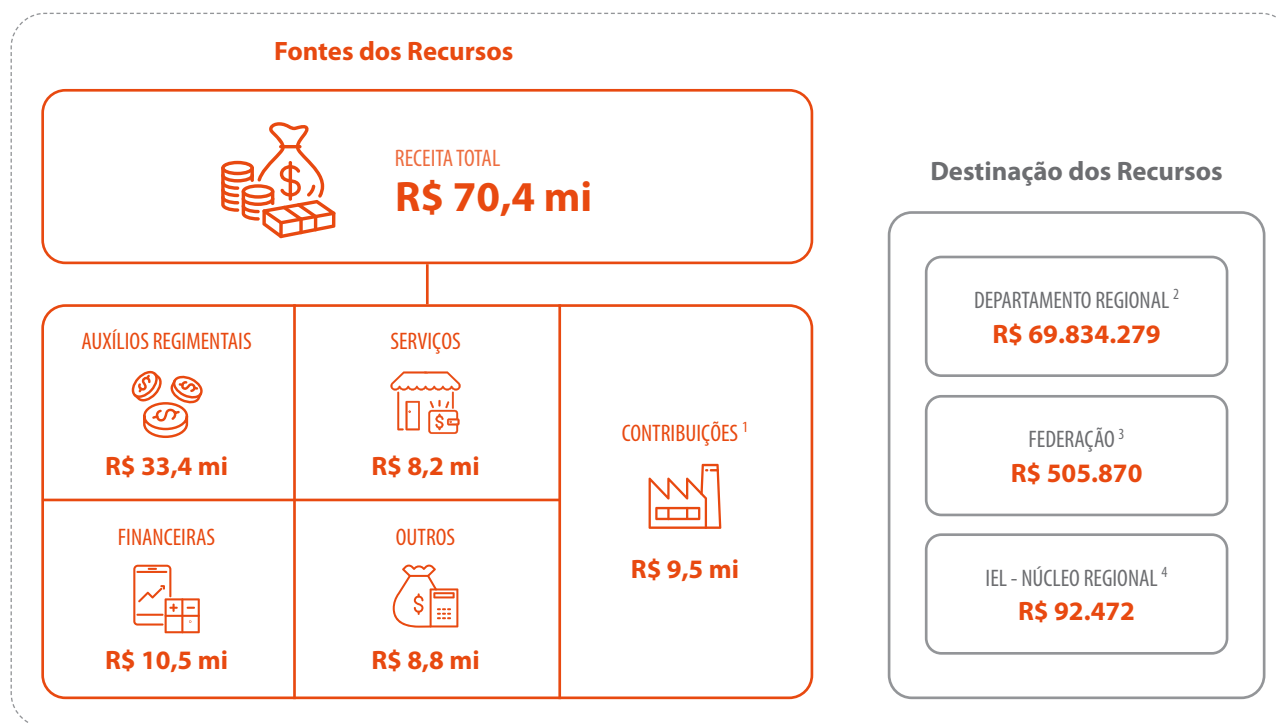 Fontes dos Recursos
RECEITA TOTAL
R$ 70,4 mi
AUXÍLIOS REGIMENTAIS
R$ 33,4 mi
SERVIÇOS
R$ 8,2 mi
CONTRIBUIÇÕES 1
R$ 9,5 mi
FINANCEIRAS
R$ 10,5 mi
OUTROS
R$ 8,8 mi
Destinação dos Recursos
DEPARTAMENTO REGIONAL 2
R$ 69.834.279
FEDERAÇÃO 3
R$ 505.870
IEL - NÚCLEO REGIONAL 4
R$ 92.472